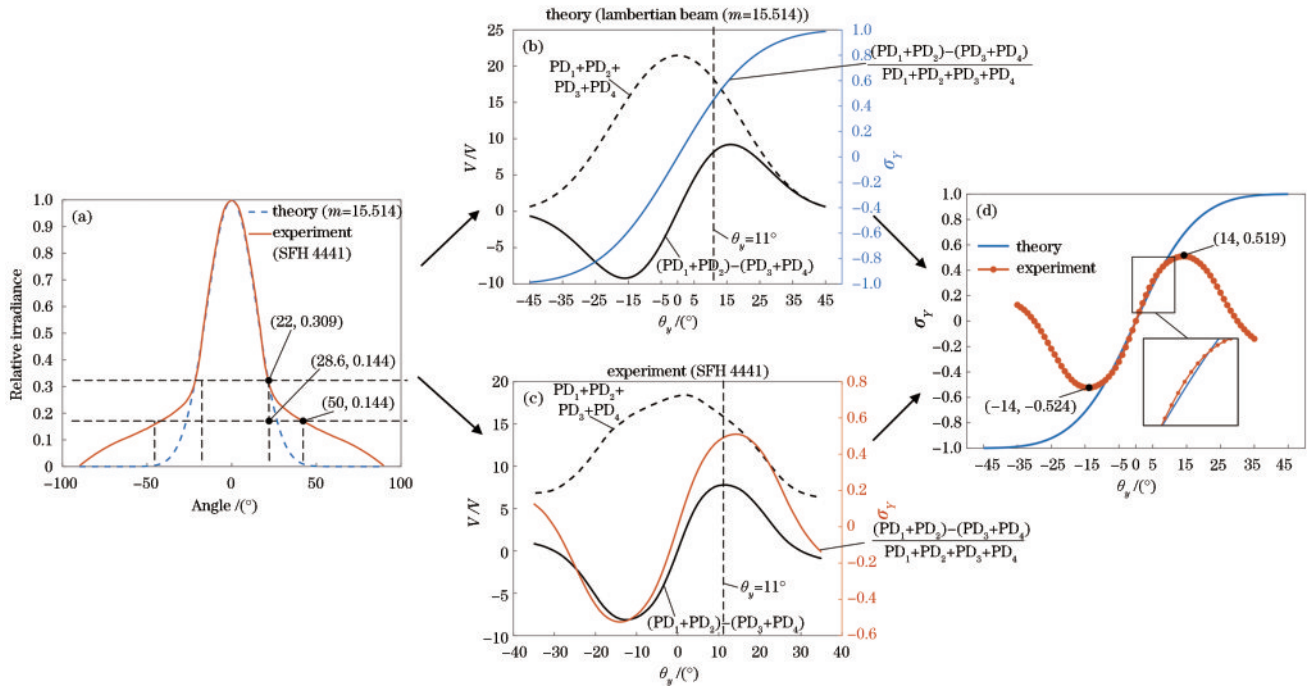 theory (lambertian beam (m=15.514))
(b)
PD₁+PD₂+
PD₃+PD₄
(PD₁+PD₂)−(PD₃+PD₄)
PD₁+PD₂+PD₃+PD₄
θy=11°
(PD₁+PD₂)−(PD₃+PD₄)
25
20
15
10
5
0
−5
−10
V/V
1.0
0.8
0.6
0.4
0.2
0
−0.2
−0.4
−0.6
−0.8
−1.0
σY
−45 −35 −25 −15 −5 0 5 15 25 35 45
θy/(°)
(a)
theory (m=15.514)
experiment
(SFH 4441)
(22, 0.309)
(28.6, 0.144)
(50, 0.144)
Relative irradiance
1.0
0.9
0.8
0.7
0.6
0.5
0.4
0.3
0.2
0.1
0
−100 −50 0 50 100
Angle /(°)
experiment (SFH 4441)
(c)
PD₁+PD₂+
PD₃+PD₄
θy=11°
(PD₁+PD₂)−(PD₃+PD₄)
(PD₁+PD₂)−(PD₃+PD₄)
PD₁+PD₂+PD₃+PD₄
20
15
10
5
0
−5
−10
V/V
0.8
0.6
0.4
0.2
0
−0.2
−0.4
−0.6
σY
−40 −30 −20 −10 0 10 20 30 40
θy/(°)
(d)
theory
experiment
(14, 0.519)
(−14, −0.524)
1.0
0.8
0.6
0.4
0.2
0
−0.2
−0.4
−0.6
−0.8
−1.0
σY
−45 −35 −25 −15 −5 0 5 15 25 35 45
θy/(°)